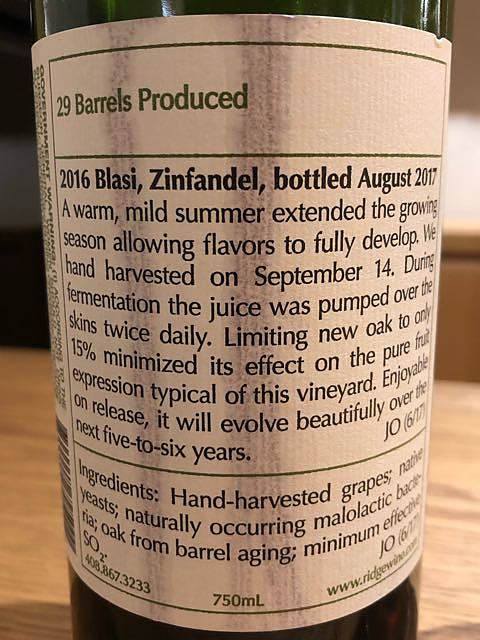 29 Barrels Produced
2016 Blasi, Zinfandel, bottled August 2017
A warm, mild summer extended the growing
season allowing flavors to fully develop. We
hand harvested on September 14. During
fermentation the juice was pumped over the
skins twice daily. Limiting new oak to only
15% minimized its effect on the pure fruit
expression typical of this vineyard. Enjoyable
on release, it will evolve beautifully over the
next five-to-six years.
JO (6/17)
Ingredients: Hand-harvested grapes; native
yeasts; naturally occurring malolactic bacte-
ria; oak from barrel aging; minimum effective
SO₂.
JO (6/17)
408.867.3233
750mL
www.ridgewine.com
GOVERNMENT WARNING: